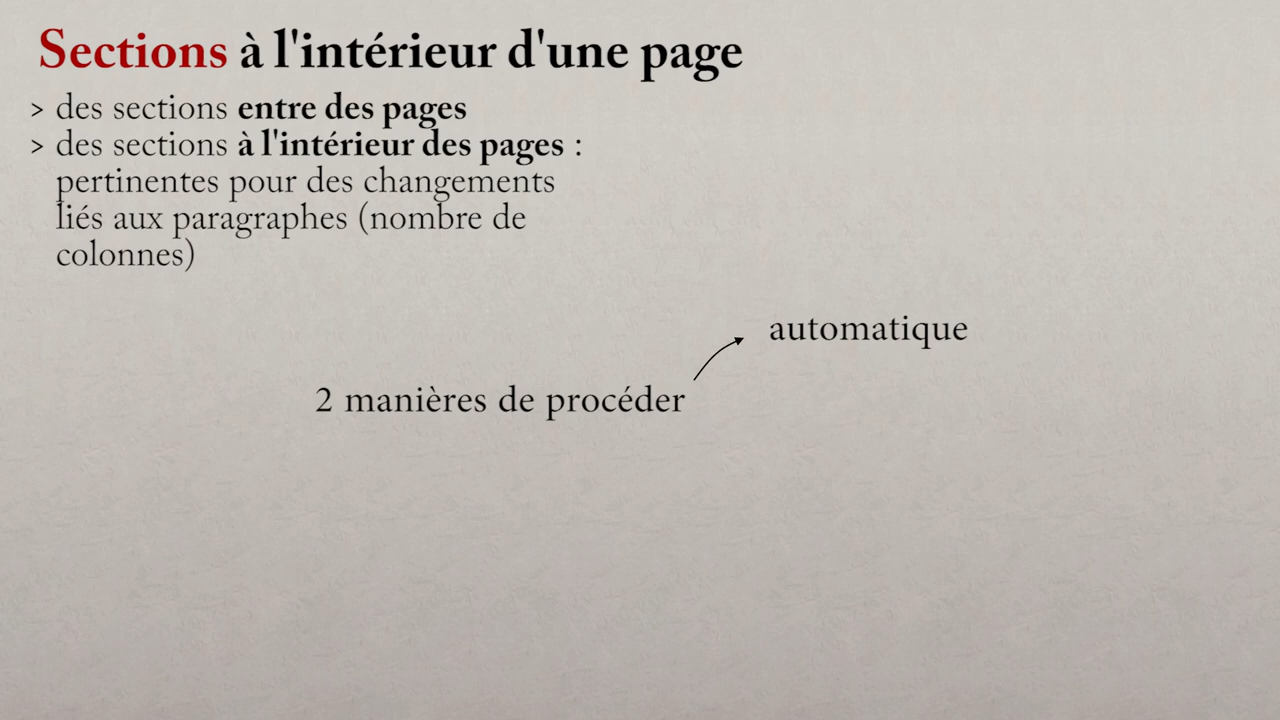 Sections à l'intérieur d'une page
> des sections entre des pages
> des sections à l'intérieur des pages :
pertinentes pour des changements
liés aux paragraphes (nombre de
colonnes)
automatique
2 manières de procéder